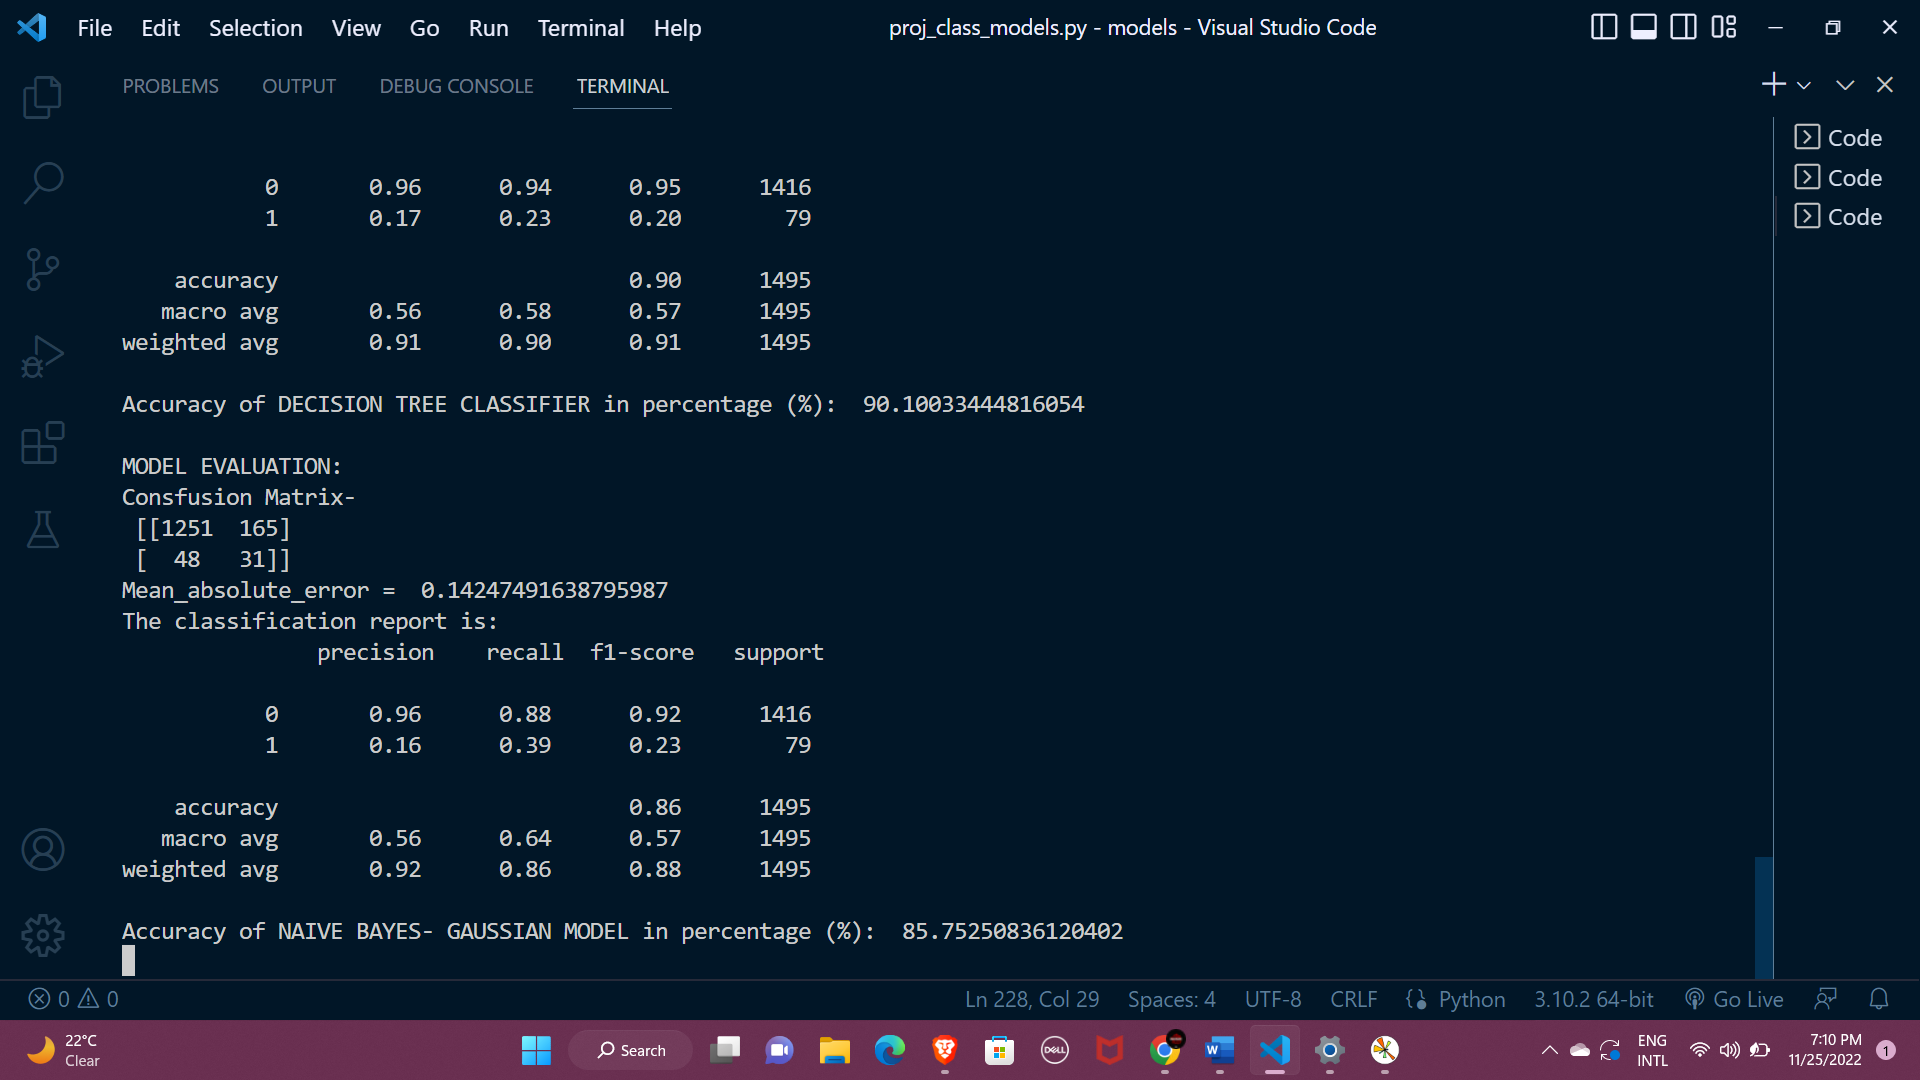 File Edit Selection View Go Run Terminal Help proj_class_models.py - models - Visual Studio Code
PROBLEMS OUTPUT DEBUG CONSOLE TERMINAL
Code
Code
Code
0 0.96 0.94 0.95 1416
1 0.17 0.23 0.20 79
accuracy 0.90 1495
macro avg 0.56 0.58 0.57 1495
weighted avg 0.91 0.90 0.91 1495
Accuracy of DECISION TREE CLASSIFIER in percentage (%): 90.10033444816054
MODEL EVALUATION:
Consfusion Matrix-
[[1251 165]
[ 48 31]]
Mean_absolute_error = 0.14247491638795987
The classification report is:
precision recall f1-score support
0 0.96 0.88 0.92 1416
1 0.16 0.39 0.23 79
accuracy 0.86 1495
macro avg 0.56 0.64 0.57 1495
weighted avg 0.92 0.86 0.88 1495
Accuracy of NAIVE BAYES- GAUSSIAN MODEL in percentage (%): 85.75250836120402
0 0 Ln 228, Col 29 Spaces: 4 UTF-8 CRLF Python 3.10.2 64-bit Go Live
22°C
Clear
Search
DELL
W
ENG
INTL
7:10 PM
11/25/2022
1